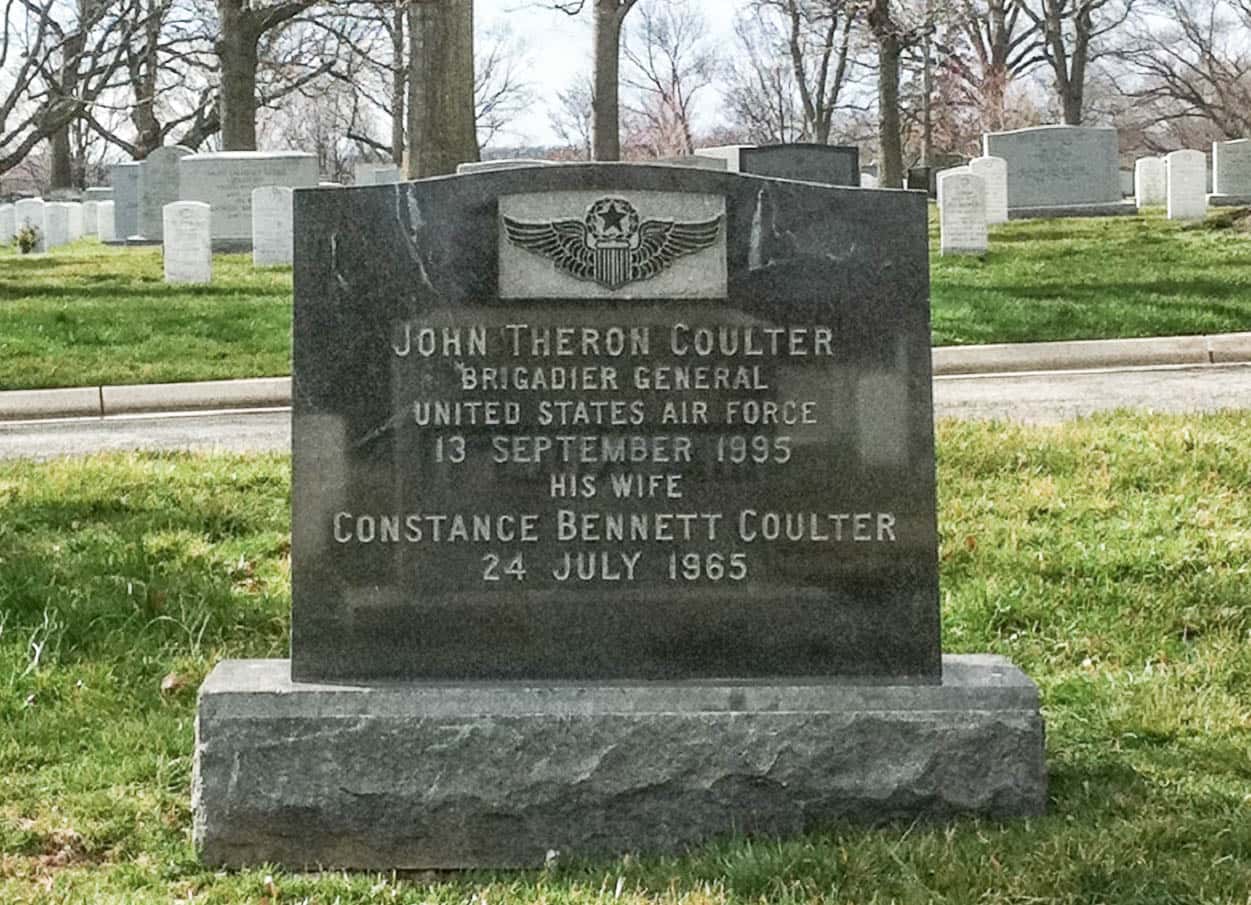 JOHN THERON COULTER
BRIGADIER GENERAL
UNITED STATES AIR FORCE
13 SEPTEMBER 1995
HIS WIFE
CONSTANCE BENNETT COULTER
24 JULY 1965